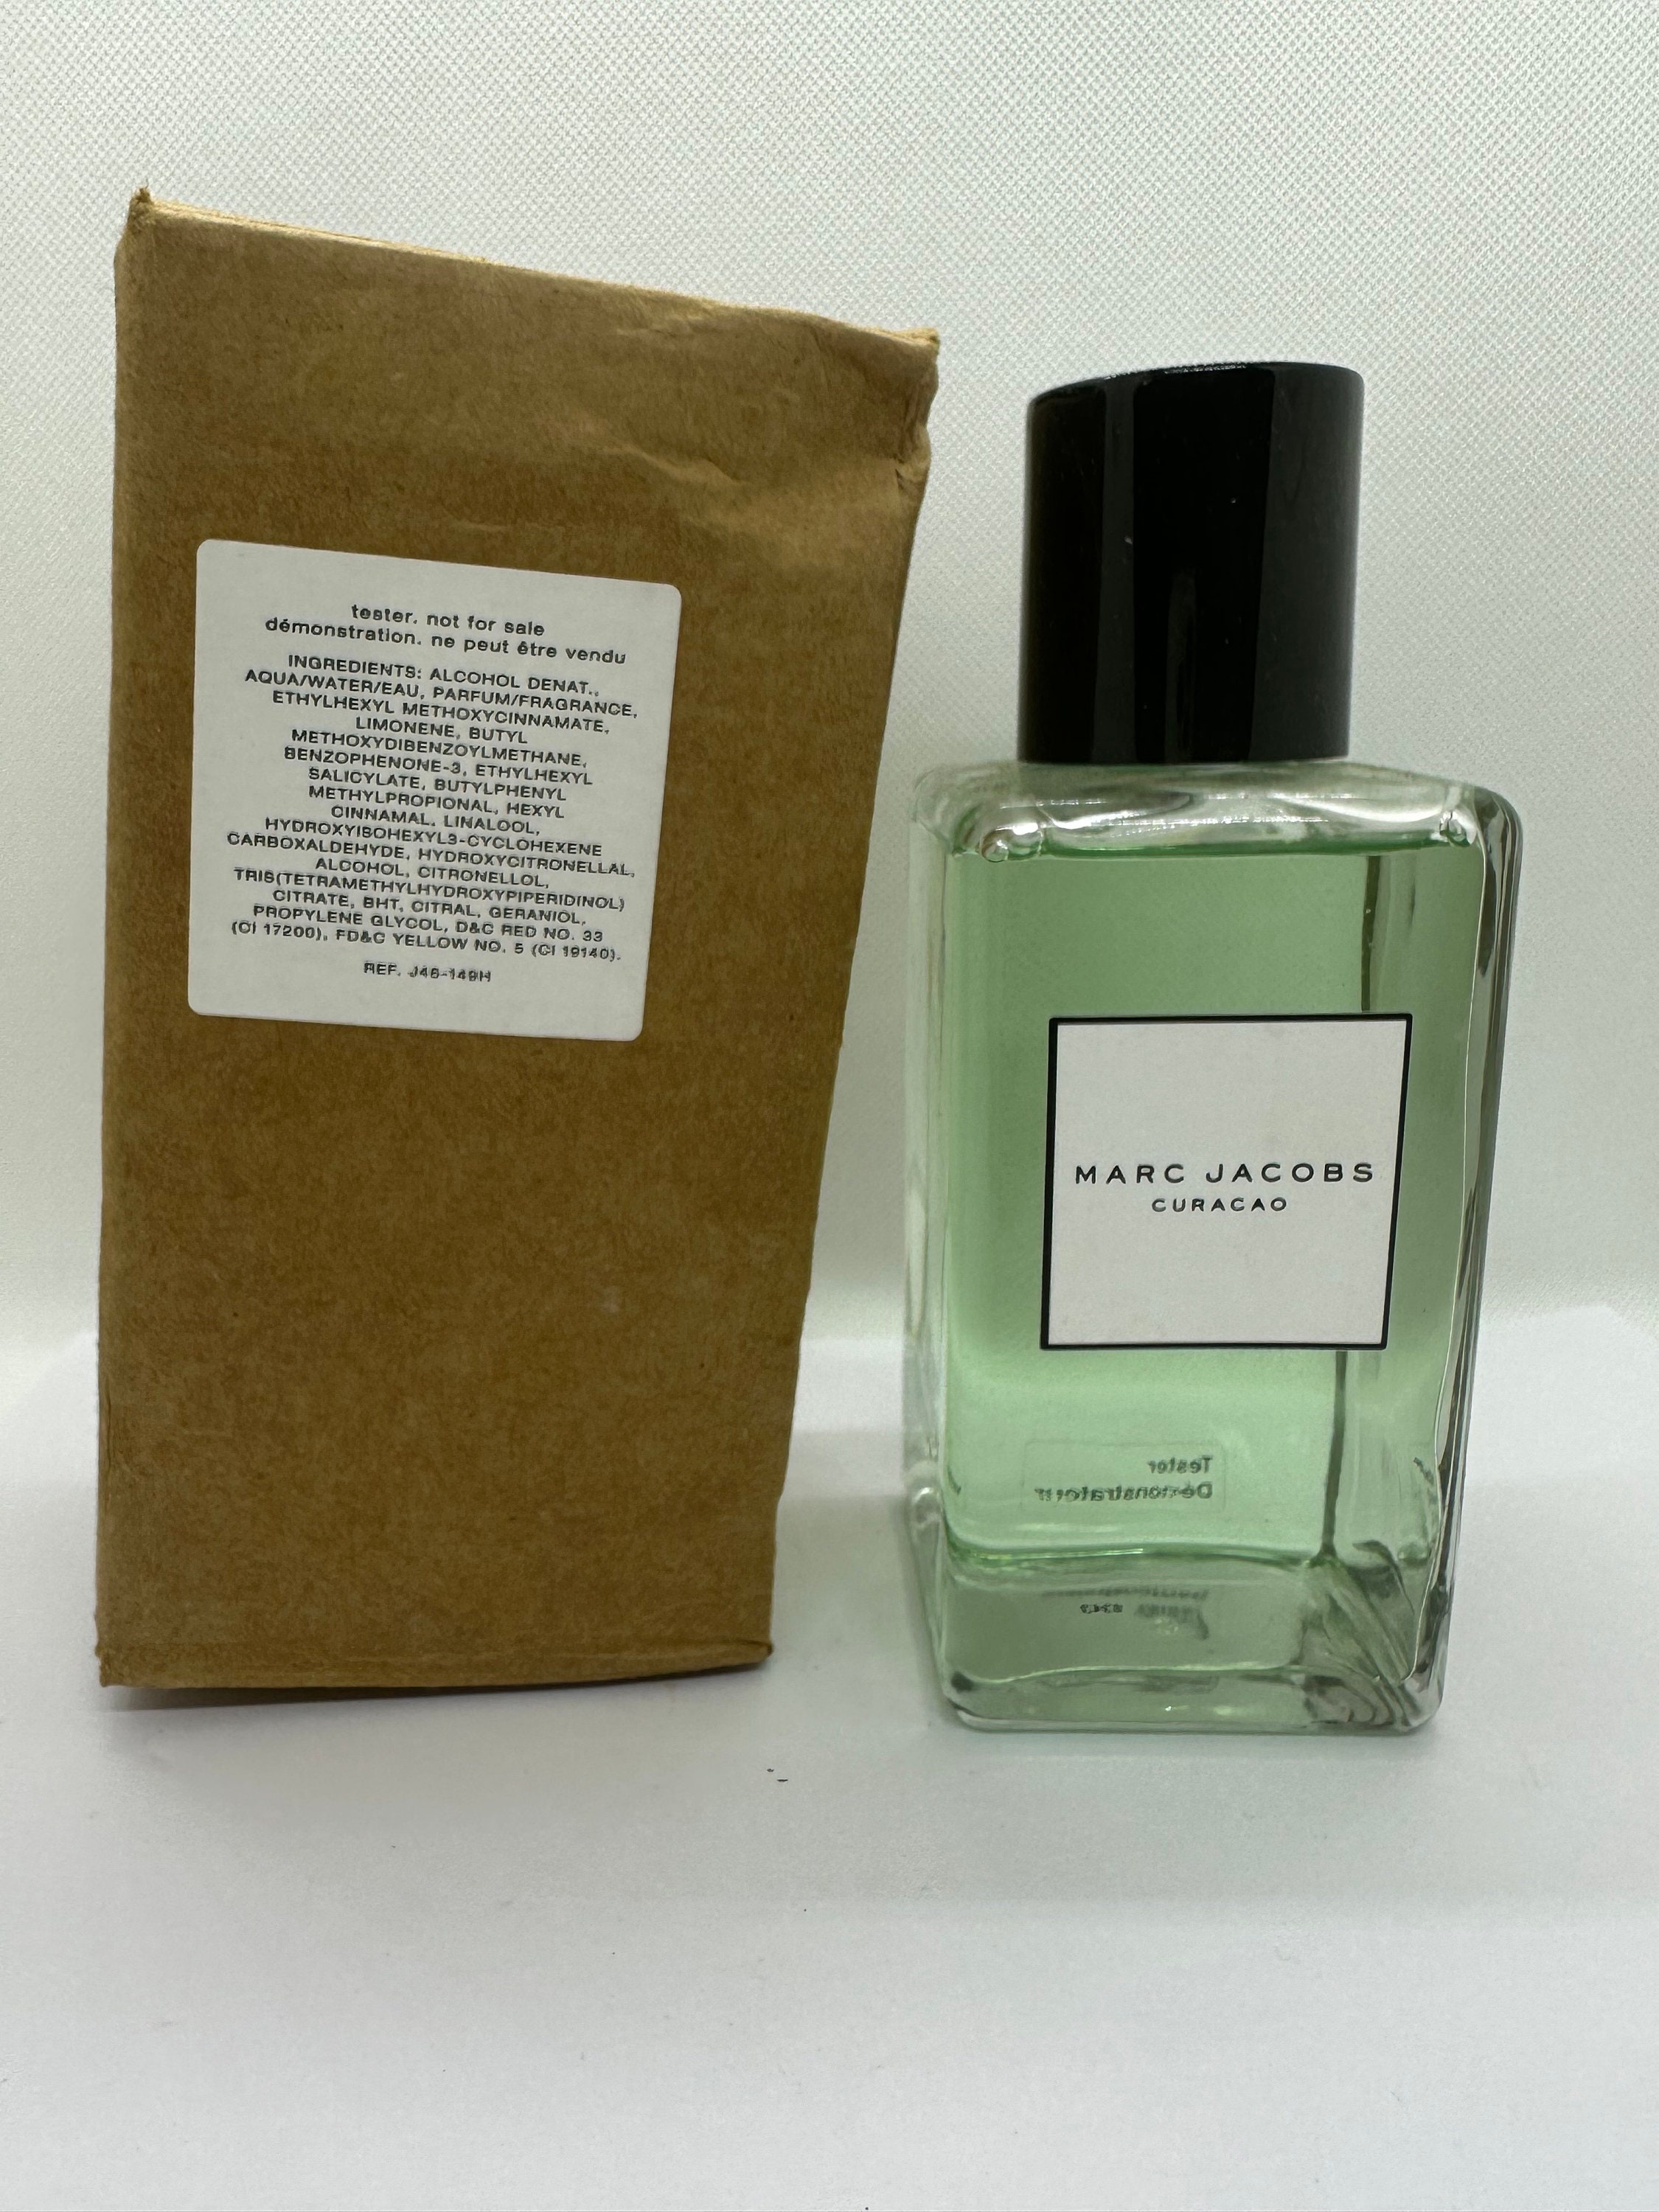 tester. not for sale
démonstration. ne peut être vendu
INGREDIENTS: ALCOHOL DENAT.,
AQUA/WATER/EAU, PARFUM/FRAGRANCE,
ETHYLHEXYL METHOXYCINNAMATE,
LIMONENE, BUTYL
METHOXYDIBENZOYLMETHANE,
BENZOPHENONE-3, ETHYLHEXYL
SALICYLATE, BUTYLPHENYL
METHYLPROPIONAL, HEXYL
CINNAMAL, LINALOOL,
HYDROXYISOHEXYL3-CYCLOHEXENE
CARBOXALDEHYDE, HYDROXYCITRONELLAL,
ALCOHOL, CITRONELLOL,
TRIS(TETRAMETHYLHYDROXYPIPERIDINOL)
CITRATE, BHT, CITRAL, GERANIOL,
PROPYLENE GLYCOL, D&C RED NO. 33
(CI 17200), FD&C YELLOW NO. 5 (CI 19140).
REF. J46-149H
MARC JACOBS
CURACAO
Tester
Démonstrateur